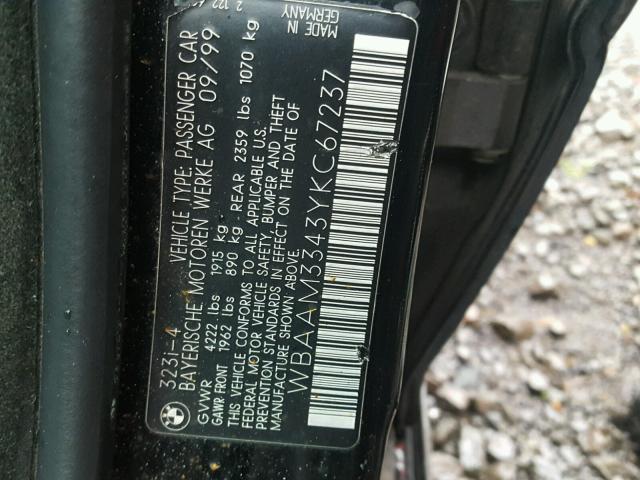 2 122
MADE IN
GERMANY
323i-4
VEHICLE TYPE: PASSENGER CAR
BAYERISCHE MOTOREN WERKE AG 09/99
GVWR 4222 lbs 1915 kg
GAWR-FRONT 1962 lbs 890 kg REAR 2359 lbs 1070 kg
THIS VEHICLE CONFORMS TO ALL APPLICABLE U.S.
FEDERAL MOTOR VEHICLE SAFETY, BUMPER AND THEFT
PREVENTION STANDARDS IN EFFECT ON THE DATE OF
MANUFACTURE SHOWN ABOVE.
WBAAM3343YKC67237